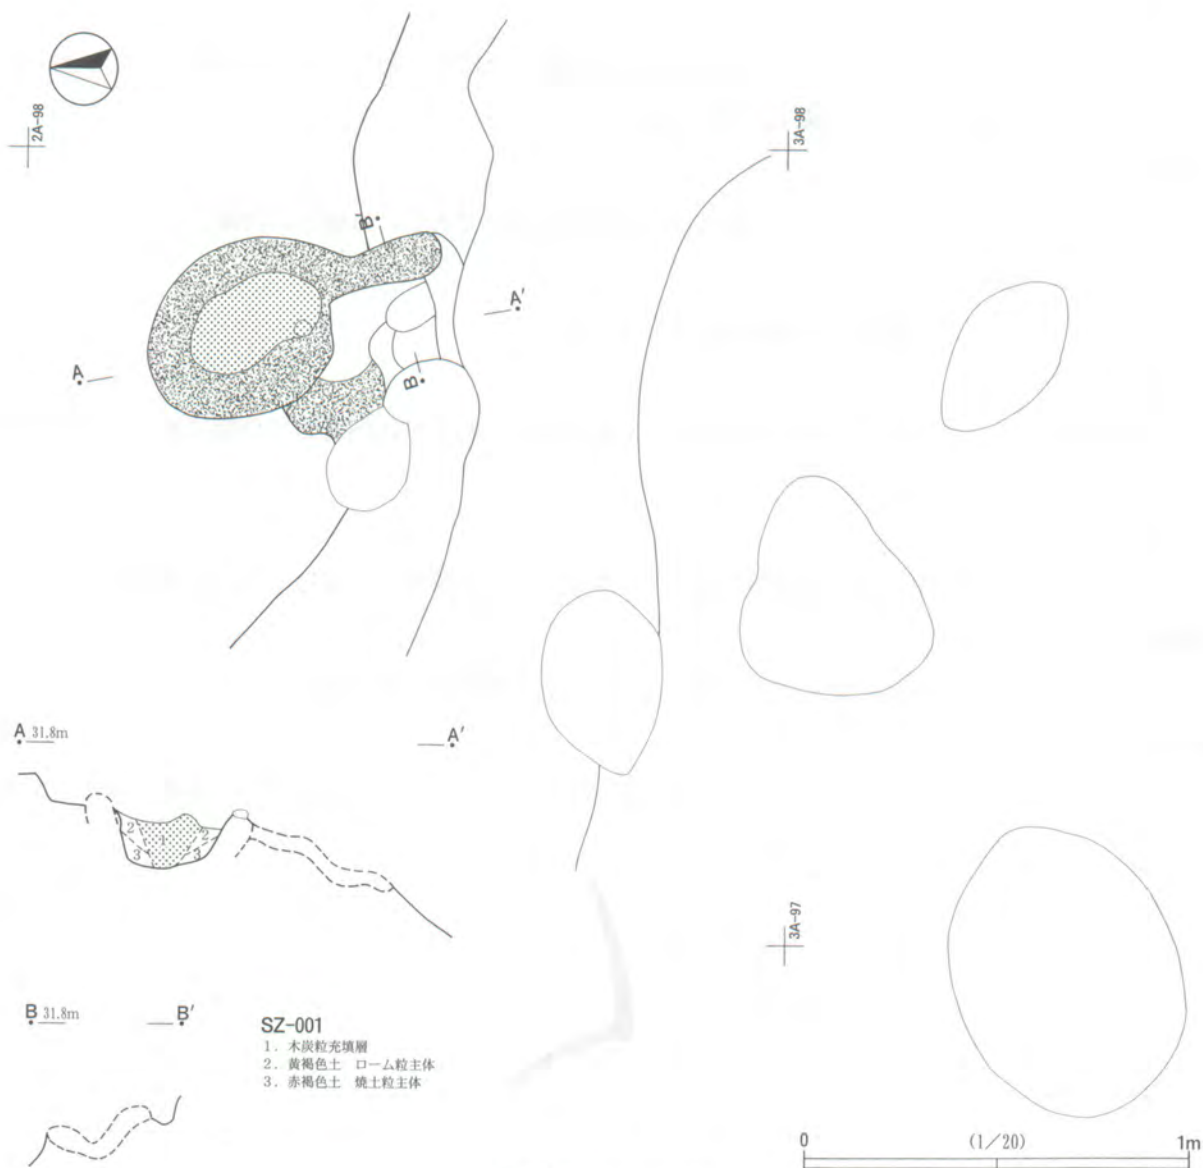 2A-98
3A-98
B'
A'
A
B
A 31.8m
A'
3A-97
B 31.8m
B'
2
1
2
3
3
SZ-001
1. 木炭粒充填層
2. 黄褐色土 ローム粒主体
3. 赤褐色土 焼土粒主体
0 (1/20) 1m